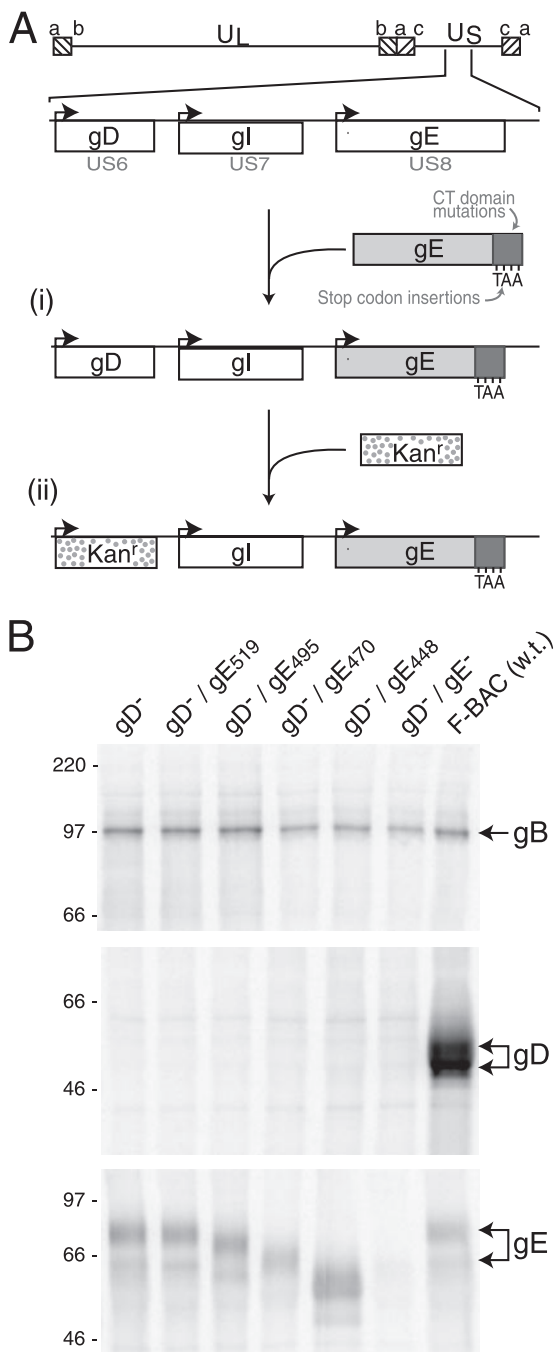 A
a b U_L b a c U_S c a
gD gI gE
US6 US7 US8
CT domain
mutations
gE
TAA
Stop codon insertions
(i)
gD gI gE
TAA
Kanʳ
(ii)
Kanʳ gI gE
TAA
B
gD⁻ gD⁻ / gE519 gD⁻ / gE495 gD⁻ / gE470 gD⁻ / gE448 gD⁻ / gE⁻ F-BAC (w.t.)
220 -
97 - gB
66 -
66 -
gD
46 -
97 -
gE
66 -
46 -